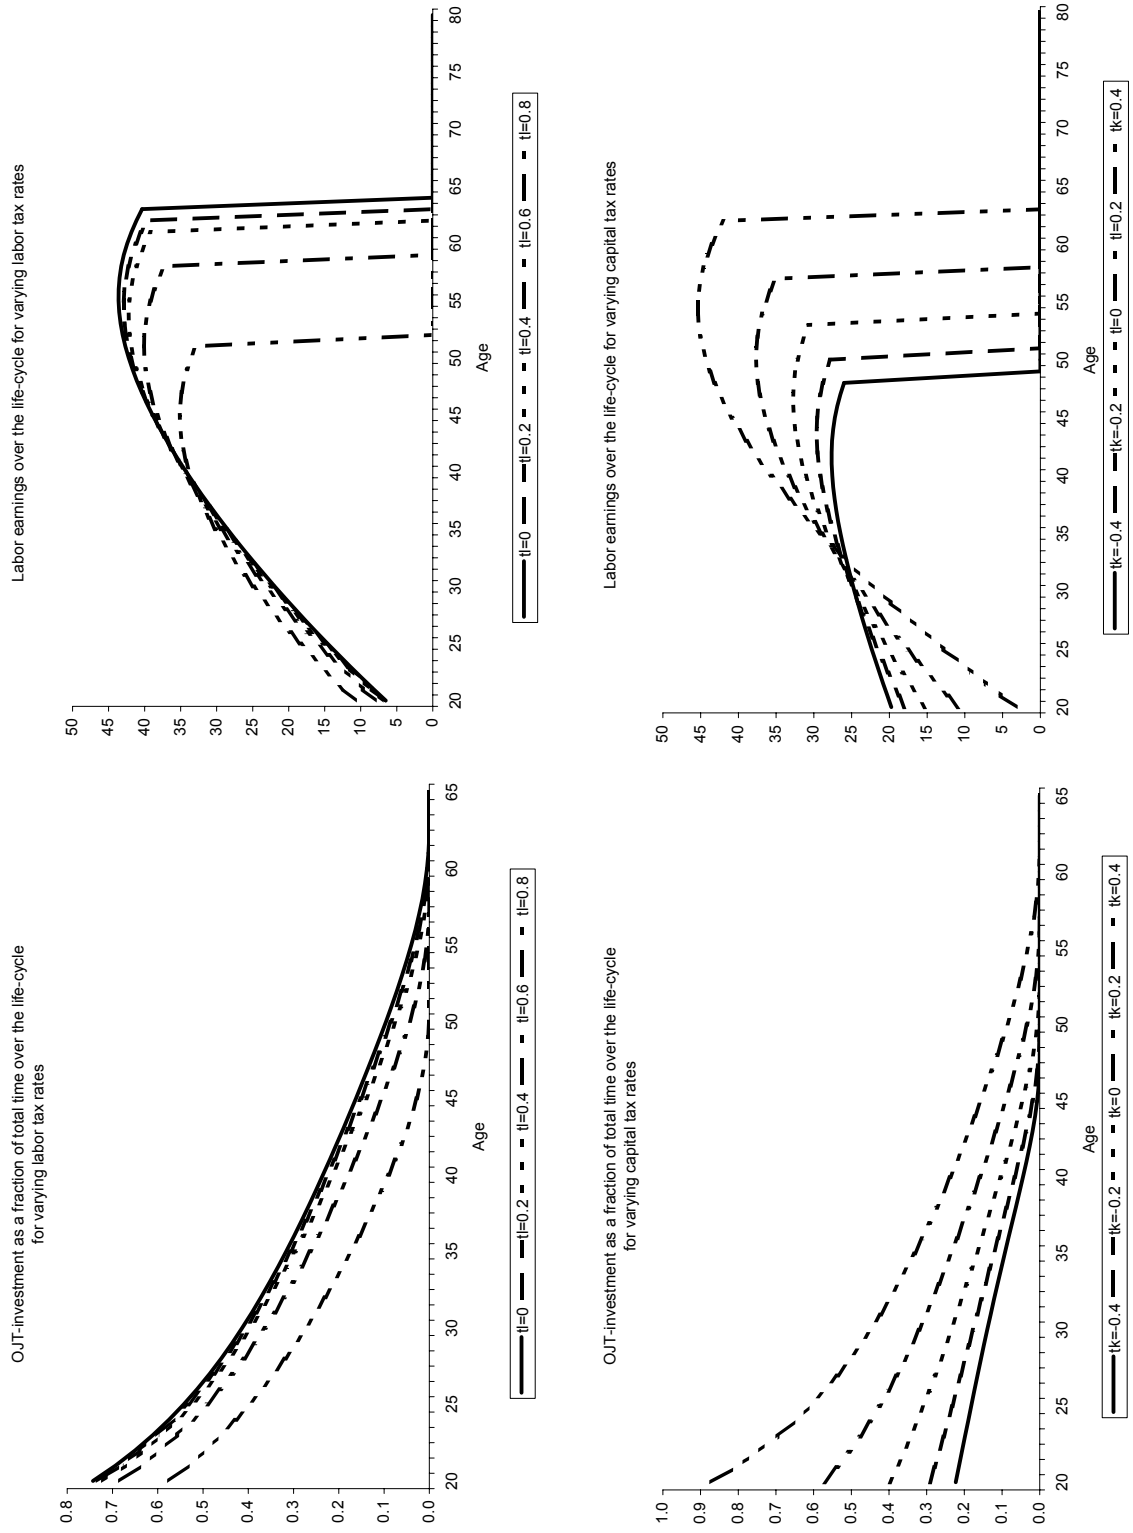 OJT-investment as a fraction of total time over the life-cycle
for varying labor tax rates
0.8
0.7
0.6
0.5
0.4
0.3
0.2
0.1
0.0
20 25 30 35 40 45 50 55 60 65
Age
tl=0 tl=0.2 tl=0.4 tl=0.6 tl=0.8
Labor earnings over the life-cycle for varying labor tax rates
50
45
40
35
30
25
20
15
10
5
0
20 25 30 35 40 45 50 55 60 65 70 75 80
Age
tl=0 tl=0.2 tl=0.4 tl=0.6 tl=0.8
OJT-investment as a fraction of total time over the life-cycle
for varying capital tax rates
1.0
0.9
0.8
0.7
0.6
0.5
0.4
0.3
0.2
0.1
0.0
20 25 30 35 40 45 50 55 60 65
Age
tk=-0.4 tk=-0.2 tk=0 tk=0.2 tk=0.4
Labor earnings over the life-cycle for varying capital tax rates
50
45
40
35
30
25
20
15
10
5
0
20 25 30 35 40 45 50 55 60 65 70 75 80
Age
tk=-0.4 tk=-0.2 tl=0 tl=0.2 tk=0.4